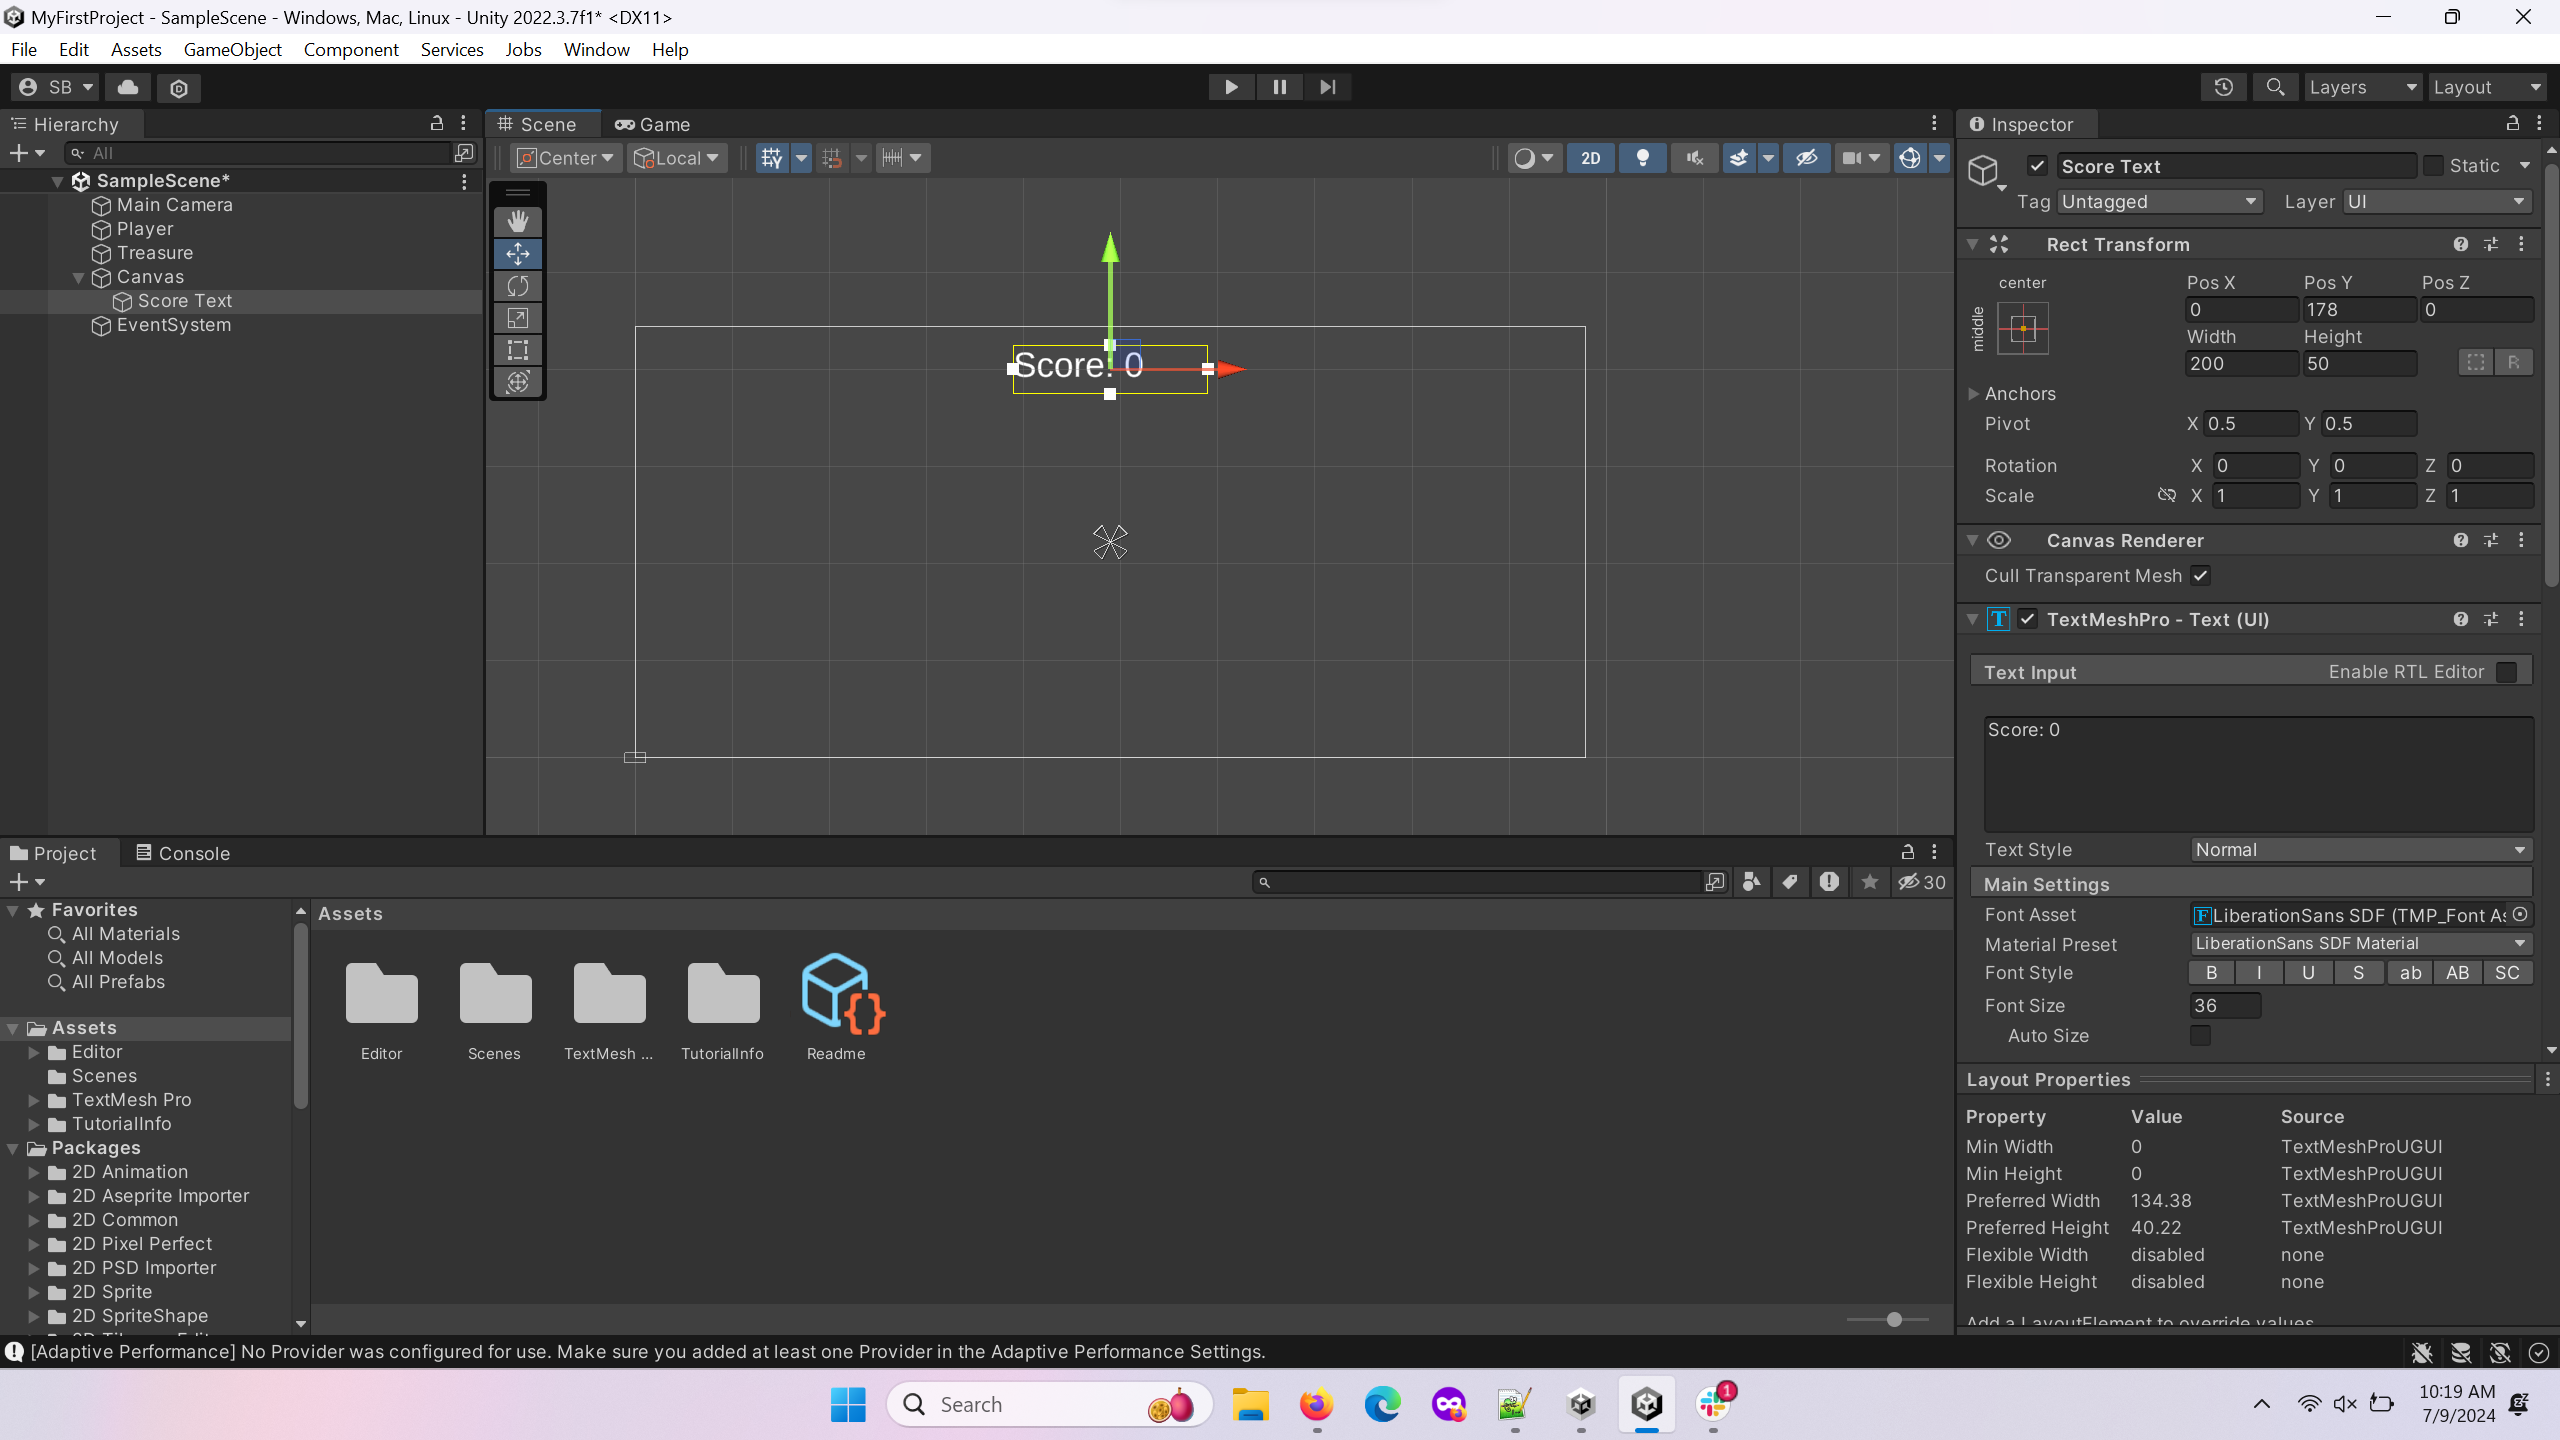 MyFirstProject - SampleScene - Windows, Mac, Linux - Unity 2022.3.7f1* <DX11>
File Edit Assets GameObject Component Services Jobs Window Help
SB Layers Layout
Hierarchy Scene Game Inspector
All Center Local 2D
SampleScene*
Main Camera
Player
Treasure
Canvas
Score Text
EventSystem
Score: 0
Score Text Static
Tag Untagged Layer UI
Rect Transform
center Pos X Pos Y Pos Z
middle 0 178 0
Width Height
200 50 R
Anchors
Pivot X 0.5 Y 0.5
Rotation X 0 Y 0 Z 0
Scale X 1 Y 1 Z 1
Canvas Renderer
Cull Transparent Mesh
T TextMeshPro - Text (UI)
Text Input Enable RTL Editor
Score: 0
Text Style Normal
Main Settings
Font Asset F LiberationSans SDF (TMP_Font As
Material Preset LiberationSans SDF Material
Font Style B I U S ab AB SC
Font Size 36
Auto Size
Project Console
30
Favorites
All Materials
All Models
All Prefabs
Assets
Editor
Scenes
TextMesh Pro
TutorialInfo
Packages
2D Animation
2D Aseprite Importer
2D Common
2D Pixel Perfect
2D PSD Importer
2D Sprite
2D SpriteShape
Assets
Editor Scenes TextMesh ... TutorialInfo Readme
Layout Properties
Property Value Source
Min Width 0 TextMeshProUGUI
Min Height 0 TextMeshProUGUI
Preferred Width 134.38 TextMeshProUGUI
Preferred Height 40.22 TextMeshProUGUI
Flexible Width disabled none
Flexible Height disabled none
Add a LayoutElement to override values
[Adaptive Performance] No Provider was configured for use. Make sure you added at least one Provider in the Adaptive Performance Settings.
Search
1
10:19 AM
7/9/2024